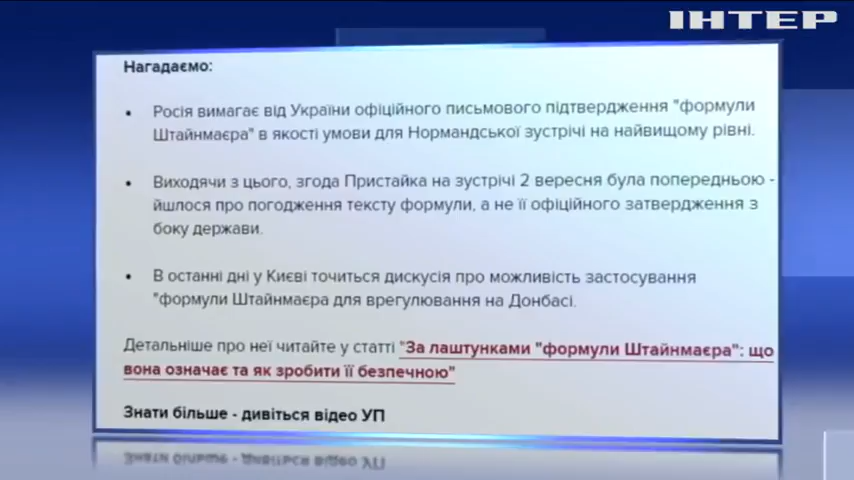 ІНТЕР
Нагадаємо:
• Росія вимагає від України офіційного письмового підтвердження "формули
Штайнмаєра" в якості умови для Нормандської зустрічі на найвищому рівні.
• Виходячи з цього, згода Пристайка на зустрічі 2 вересня була попередньою -
йшлося про погодження тексту формули, а не її офіційного затвердження з
боку держави.
• В останні дні у Києві точиться дискусія про можливість застосування
"формули Штайнмаєра для врегулювання на Донбасі.
Детальніше про неї читайте у статті "За лаштунками "формули Штайнмаєра": що
вона означає та як зробити її безпечною"
Знати більше - дивіться відео УП